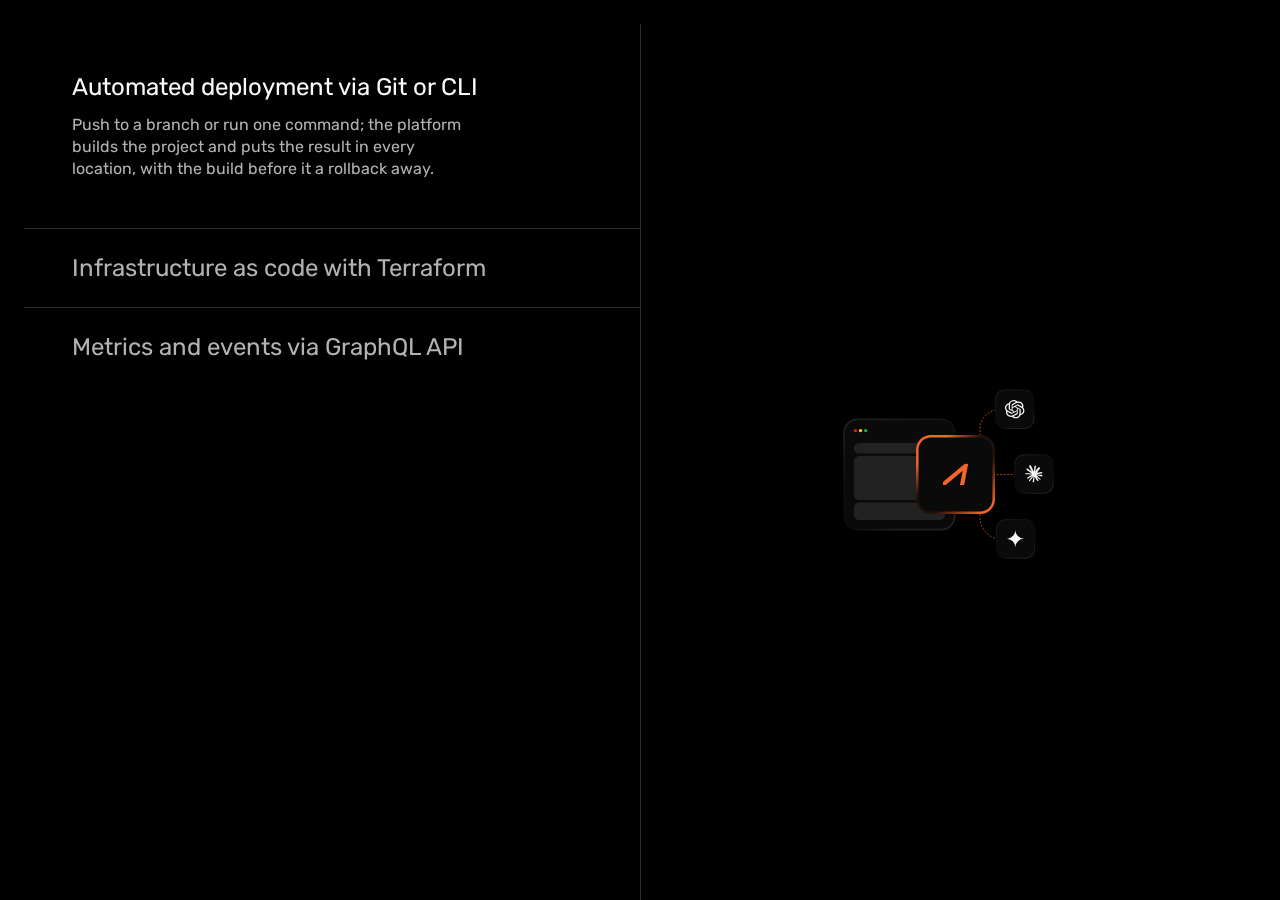 Automated deployment via Git or CLI
Push to a branch or run one command; the platform
builds the project and puts the result in every
location, with the build before it a rollback away.
Infrastructure as code with Terraform
Metrics and events via GraphQL API